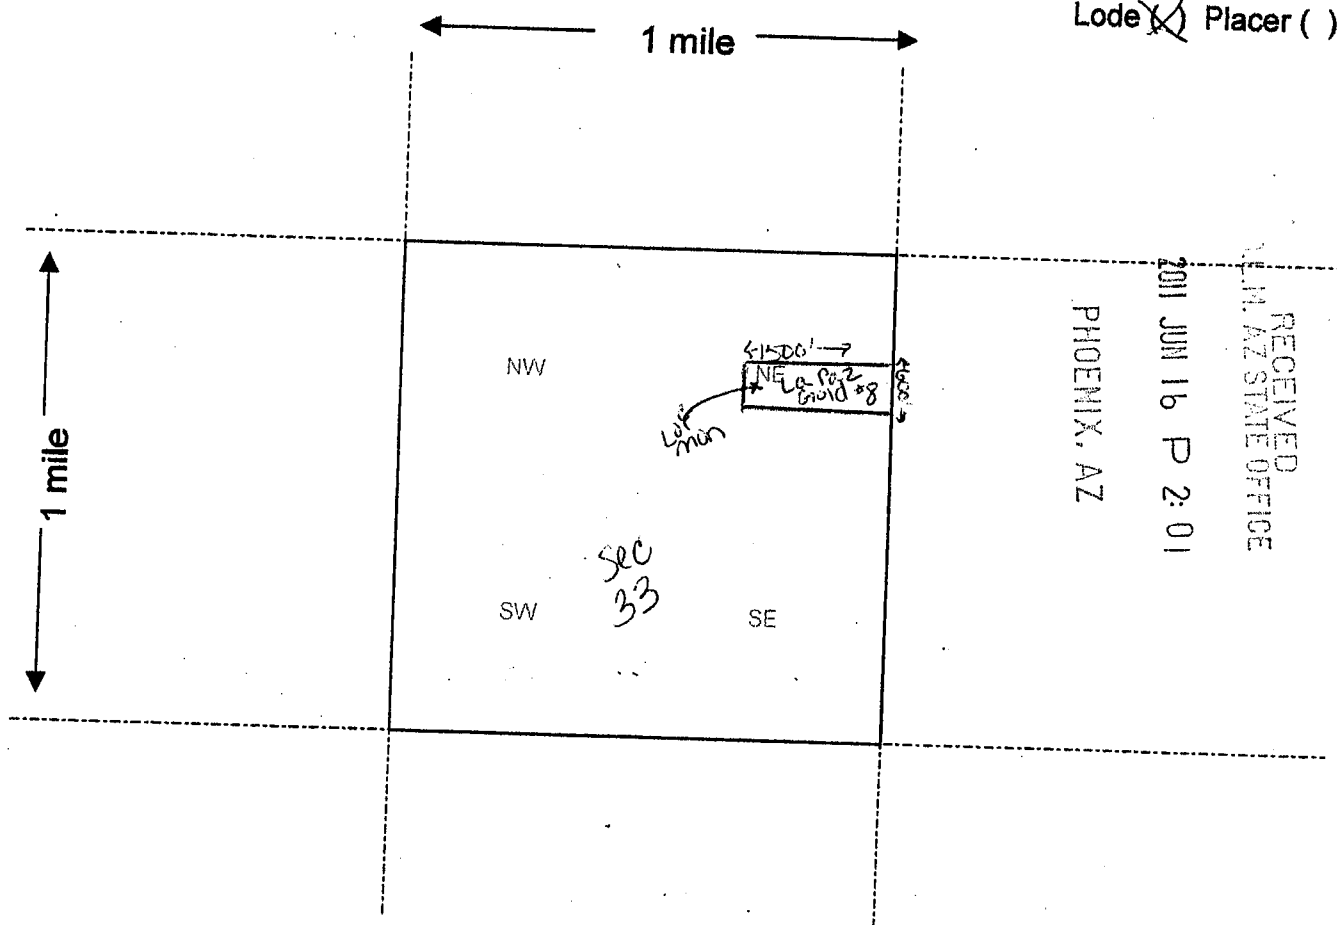 Lode (X) Placer ( )
1 mile
1 mile
NW
<1500'→
NE
La Paz
Gold #8
600'
Loc
mon
Sec
33
SW
SE
RECEIVED
AZ STATE OFFICE
2011 JUN 16 P 2:01
PHOENIX, AZ